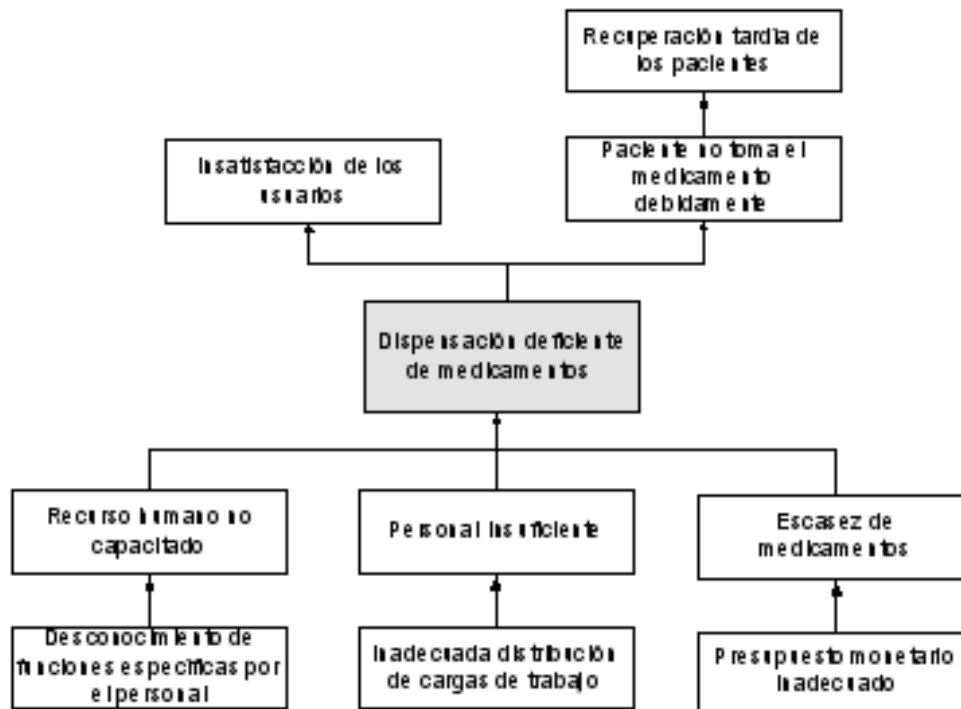 Recuperación tardia de
los pacientes
Insatisfacción de los
usuarios
Paciente no toma el
medicamento
debidamente
Dispensación deficiente
de medicamentos
Recurso humano no
capacitado
Personal Insuficiente
Escasez de
medicamentos
Desconocimiento de
funciones específicas por
el personal
Inadecuada distribución
de cargas de trabajo
Presupuesto monetario
Inadecuado